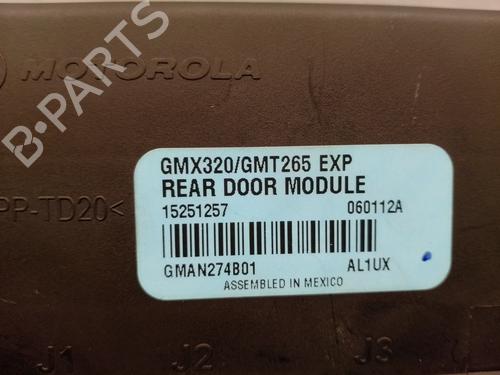 MOTOROLA
B-PARTS
GMX320/GMT265 EXP
REAR DOOR MODULE
15251257 060112A
PP-TD20<
GMAN274B01 AL1UX
ASSEMBLED IN MEXICO
J1 J2 J3